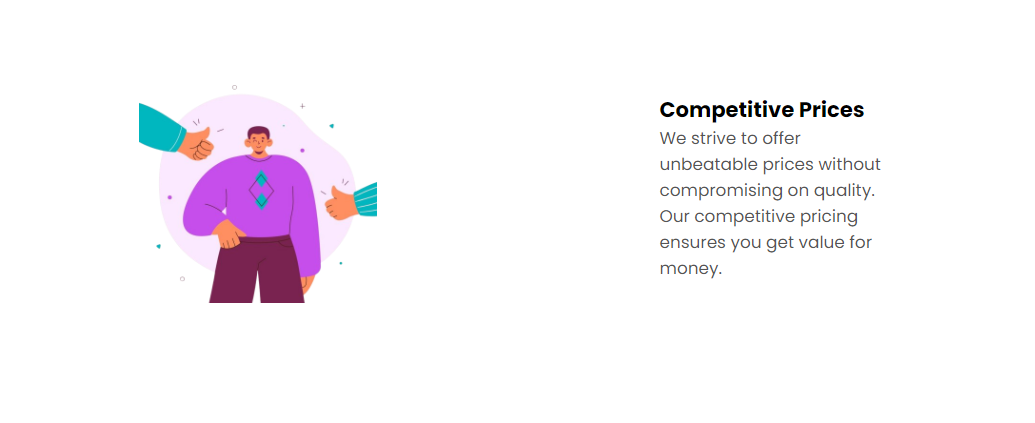 Competitive Prices
We strive to offer
unbeatable prices without
compromising on quality.
Our competitive pricing
ensures you get value for
money.